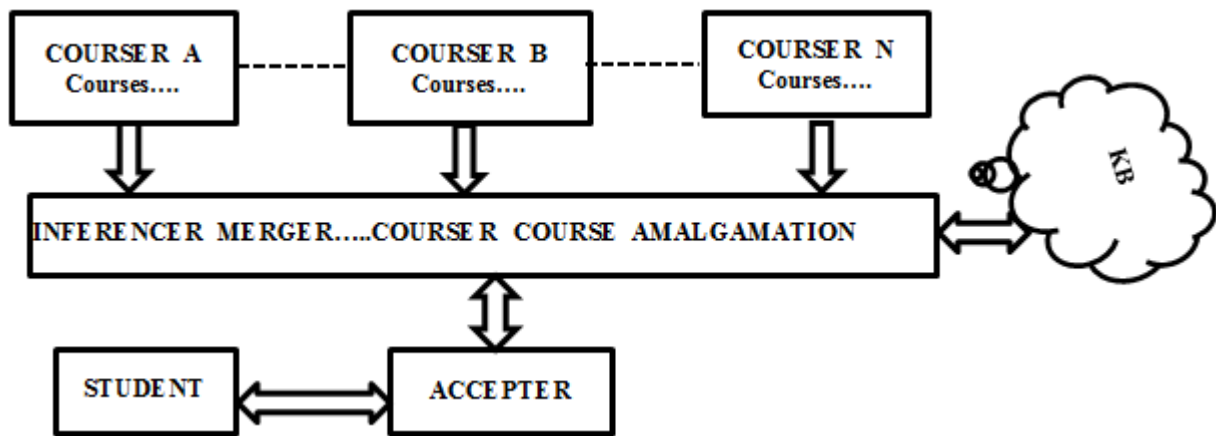 COURSER A
Courses....
COURSER B
Courses....
COURSER N
Courses....
KB
INFERENCER MERGER.....COURSER COURSE AMALGAMATION
STUDENT
ACCEPTER